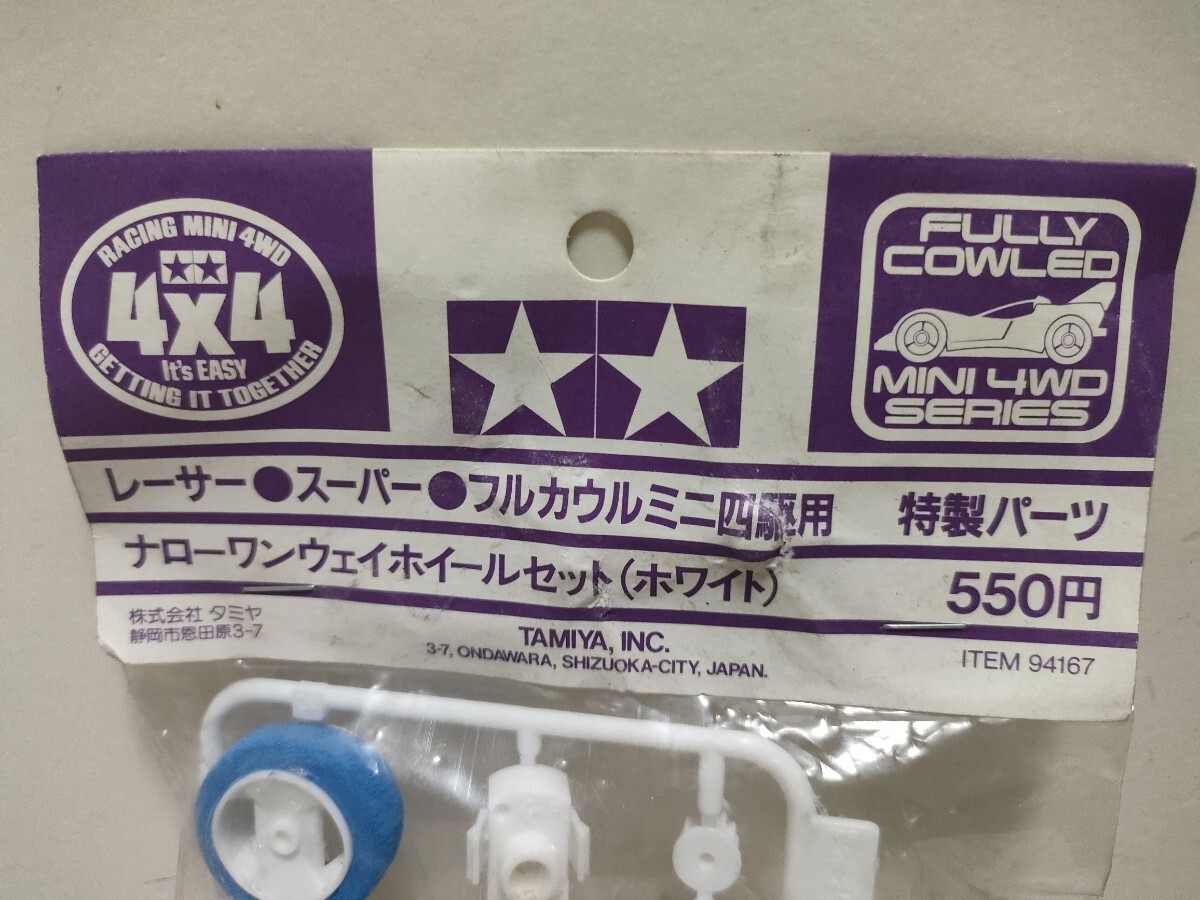 RACING MINI 4WD
4x4
It's EASY
GETTING IT TOGETHER
FULLY
COWLED
MINI 4WD
SERIES
レーサー●スーパー●フルカウルミニ四駆用 特製パーツ
ナローワンウェイホイールセット(ホワイト) 550円
株式会社 タミヤ
静岡市恩田原3-7
TAMIYA, INC.
3-7, ONDAWARA, SHIZUOKA-CITY, JAPAN.
ITEM 94167